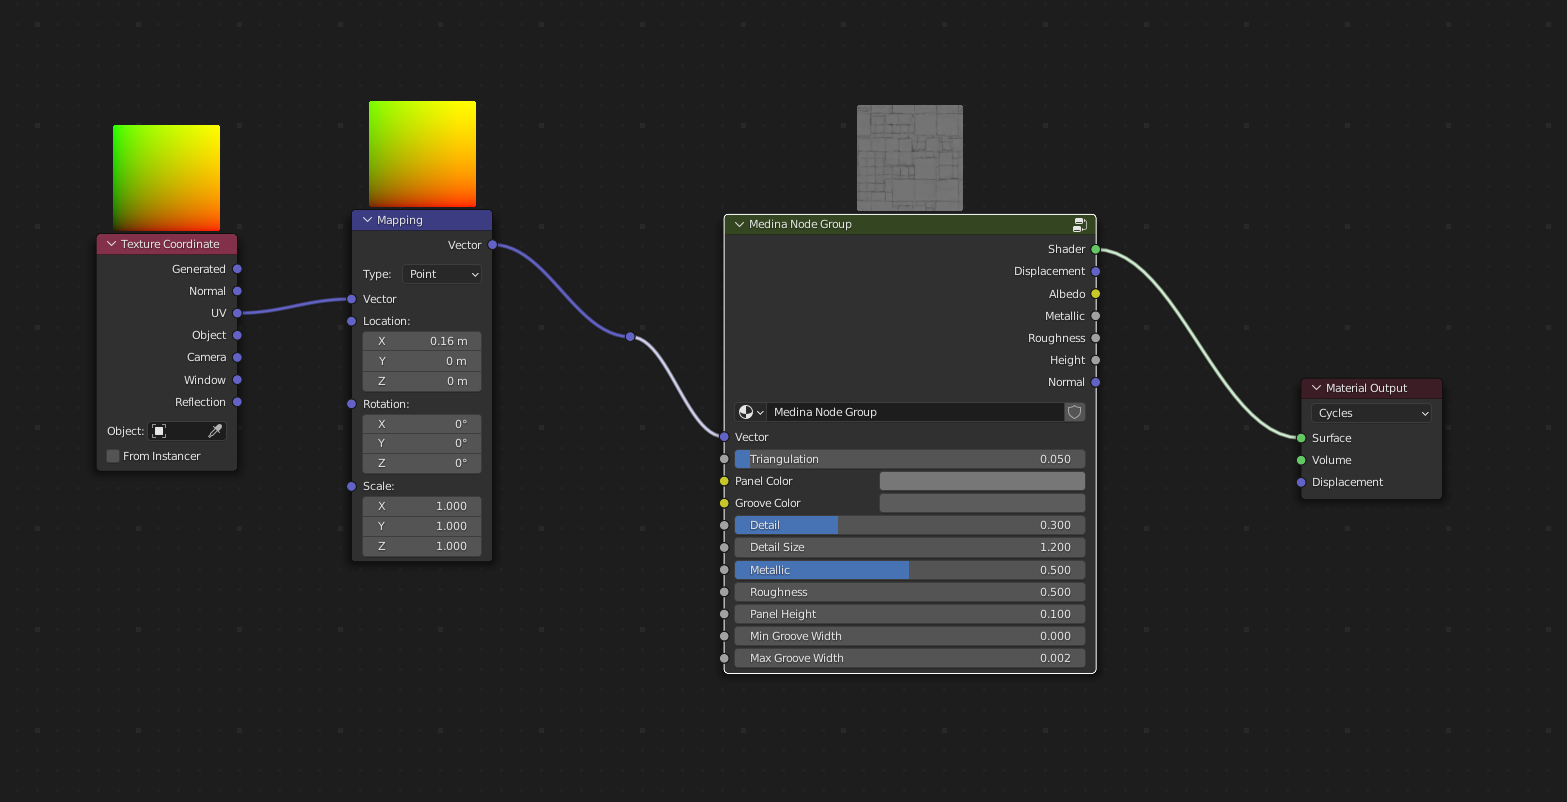 Texture Coordinate
Generated
Normal
UV
Object
Camera
Window
Reflection
Object:
From Instancer
Mapping
Vector
Type: Point
Vector
Location:
X 0.16 m
Y 0 m
Z 0 m
Rotation:
X 0°
Y 0°
Z 0°
Scale:
X 1.000
Y 1.000
Z 1.000
Medina Node Group
Shader
Displacement
Albedo
Metallic
Roughness
Height
Normal
Medina Node Group
Vector
Triangulation 0.050
Panel Color
Groove Color
Detail 0.300
Detail Size 1.200
Metallic 0.500
Roughness 0.500
Panel Height 0.100
Min Groove Width 0.000
Max Groove Width 0.002
Material Output
Cycles
Surface
Volume
Displacement